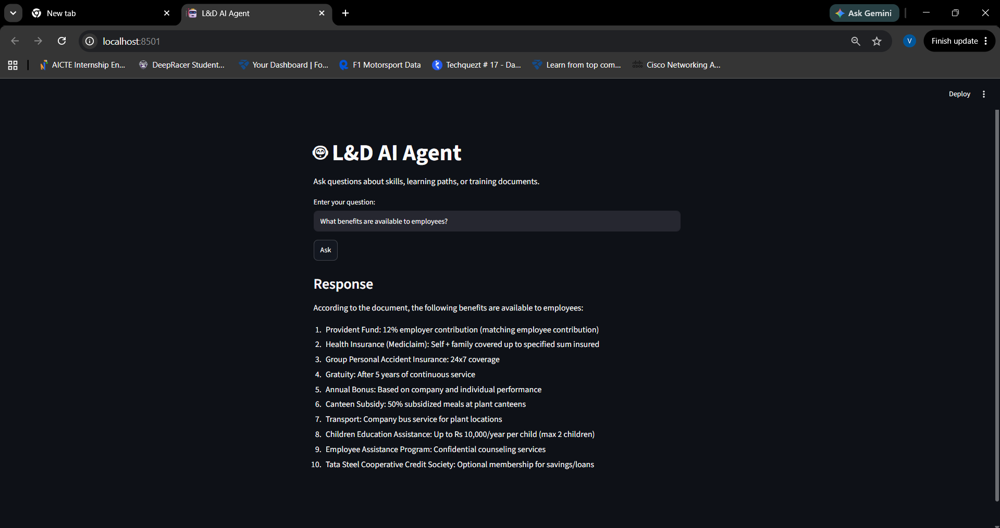 New tab
L&D AI Agent
Ask Gemini
localhost:8501
V
Finish update
AICTE Internship En...
DeepRacer Student...
Your Dashboard | Fo...
F1 Motorsport Data
Techquezt # 17 - Da...
Learn from top com...
Cisco Networking A...
Deploy
L&D AI Agent
Ask questions about skills, learning paths, or training documents.
Enter your question:
What benefits are available to employees?
Ask
Response
According to the document, the following benefits are available to employees:
1. Provident Fund: 12% employer contribution (matching employee contribution)
2. Health Insurance (Mediclaim): Self + family covered up to specified sum insured
3. Group Personal Accident Insurance: 24x7 coverage
4. Gratuity: After 5 years of continuous service
5. Annual Bonus: Based on company and individual performance
6. Canteen Subsidy: 50% subsidized meals at plant canteens
7. Transport: Company bus service for plant locations
8. Children Education Assistance: Up to Rs 10,000/year per child (max 2 children)
9. Employee Assistance Program: Confidential counseling services
10. Tata Steel Cooperative Credit Society: Optional membership for savings/loans